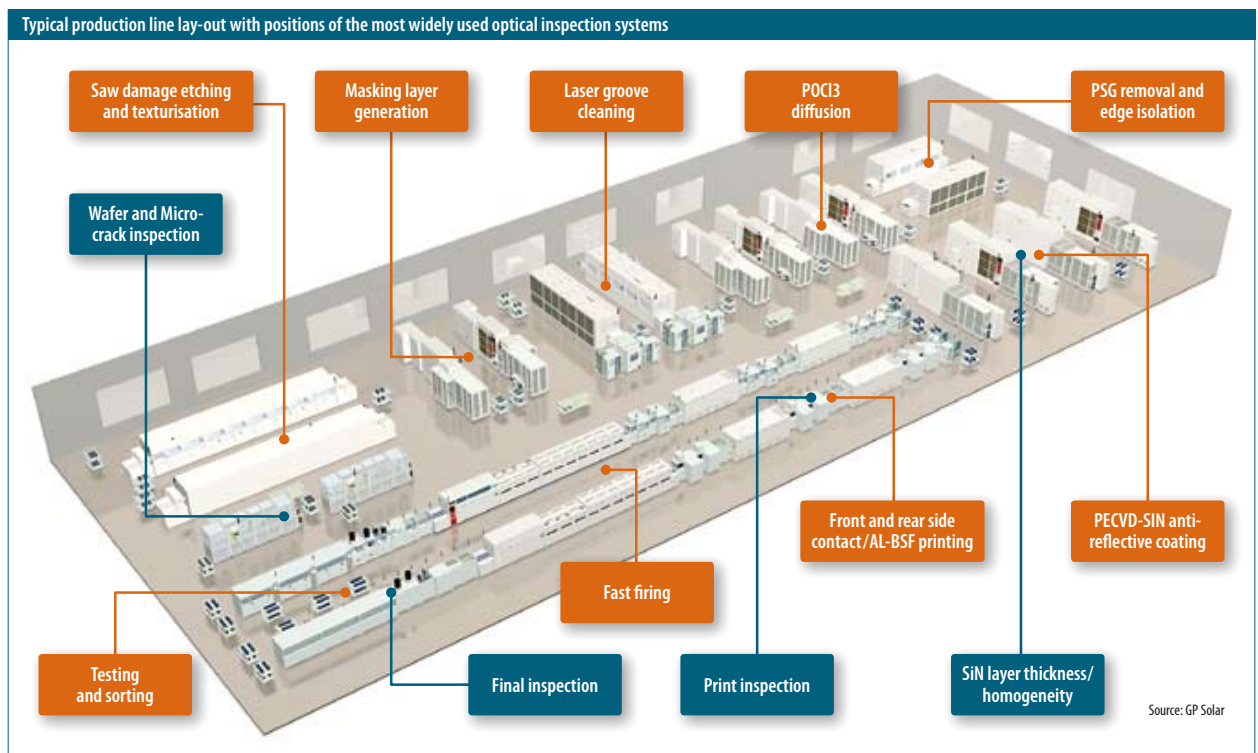 Typical production line lay-out with positions of the most widely used optical inspection systems
Saw damage etching
and texturisation
Masking layer
generation
Laser groove
cleaning
POCl3
diffusion
PSG removal and
edge isolation
Wafer and Micro-
crack inspection
Front and rear side
contact/AL-BSF printing
PECVD-SIN anti-
reflective coating
Fast firing
Testing
and sorting
Final inspection
Print inspection
SiN layer thickness/
homogeneity
Source: GP Solar